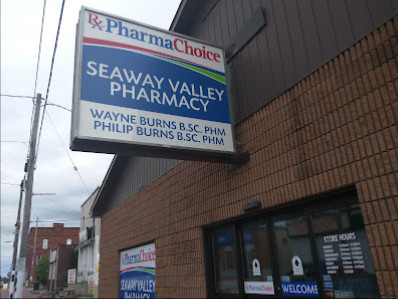 Rx PharmaChoice
SEAWAY VALLEY
PHARMACY
WAYNE BURNS B.SC. PHM
PHILIP BURNS B.SC. PHM
PharmaChoice
SEAWAY VALLEY
PHARMACY
STORE HOURS
PharmaChoice
WELCOME